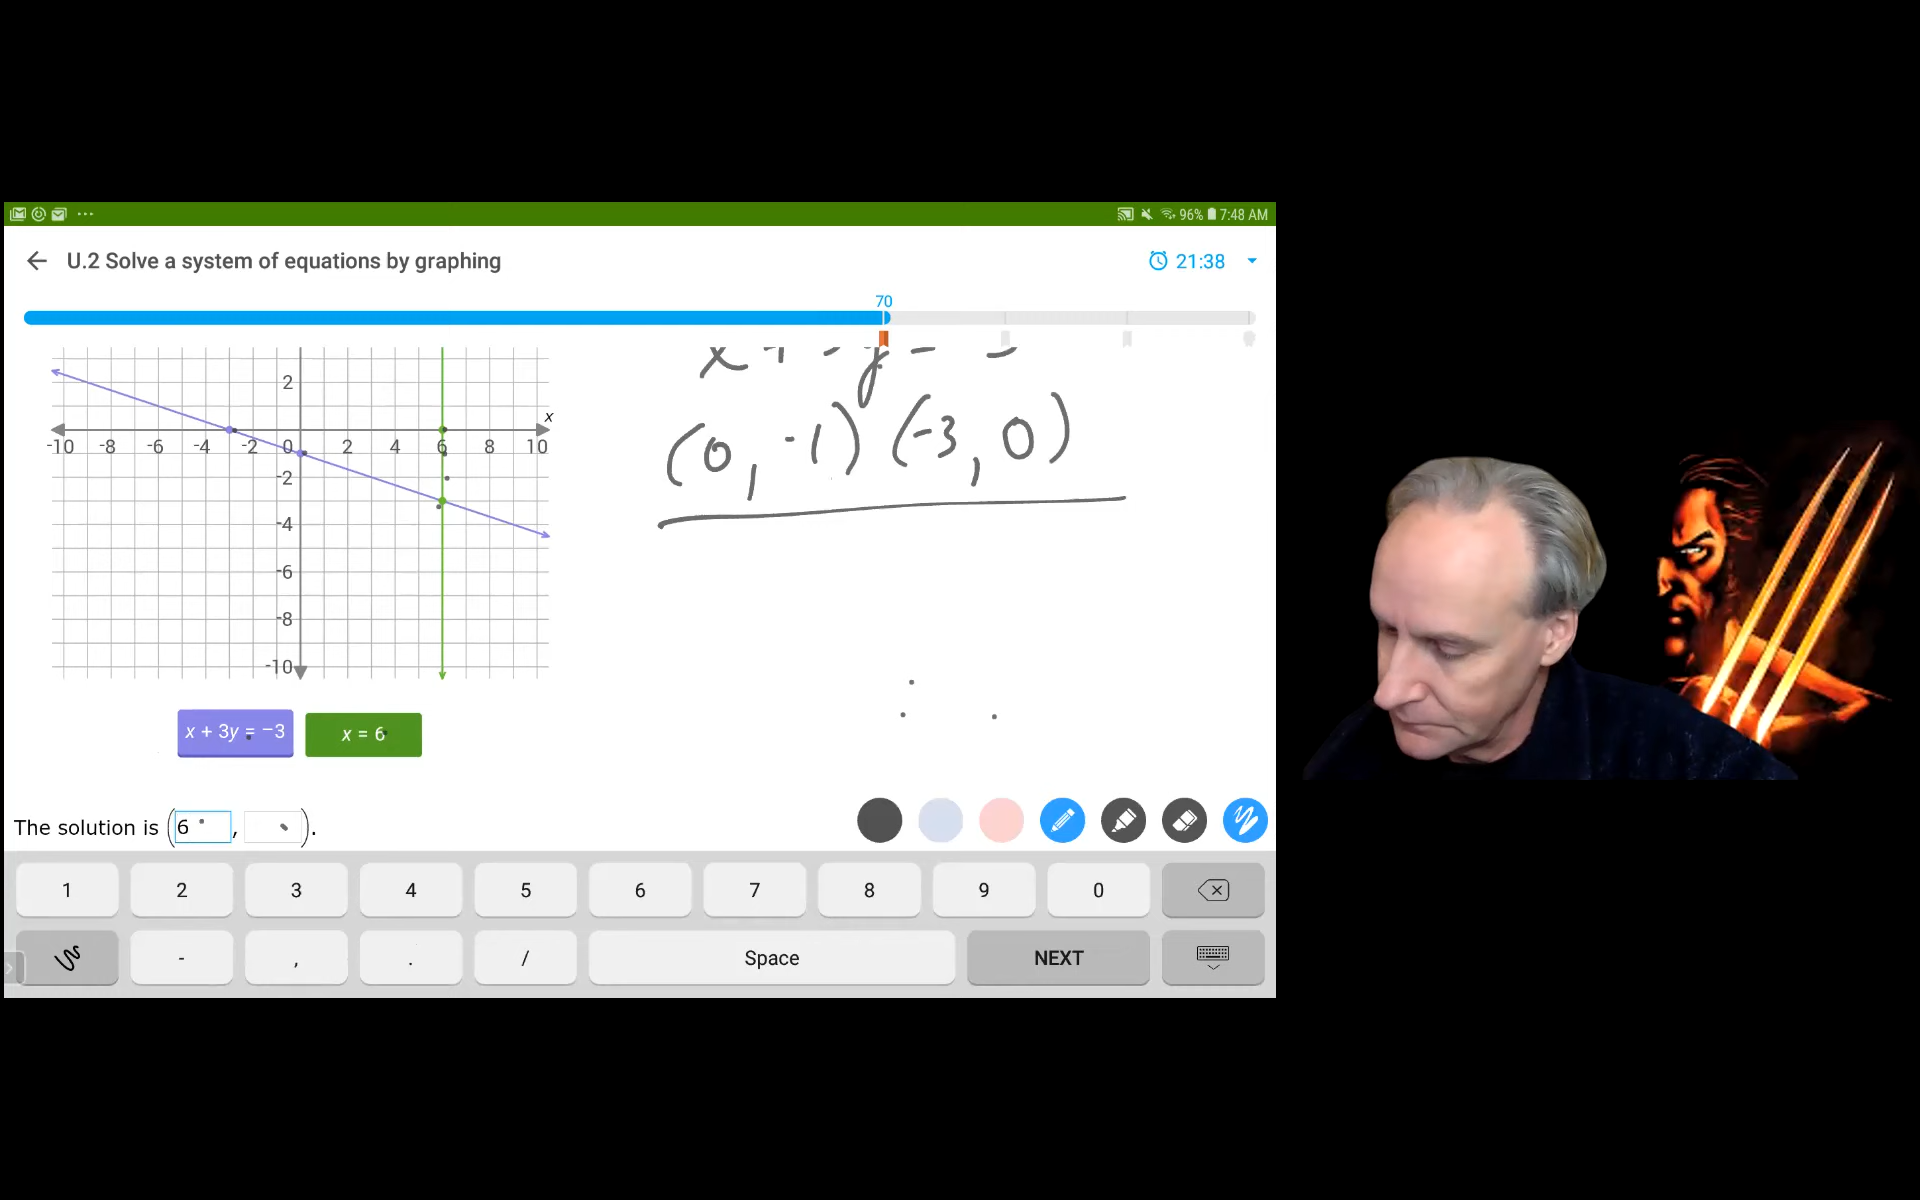 96% 7:48 AM
U.2 Solve a system of equations by graphing
21:38
70
2
x
-10 -8 -6 -4 -2 0 2 4 6 8 10
-2
-4
-6
-8
-10
(0, -1) (-3, 0)
x + 3y = −3 x = 6
The solution is (6, ).
1 2 3 4 5 6 7 8 9 0
- , . / Space NEXT